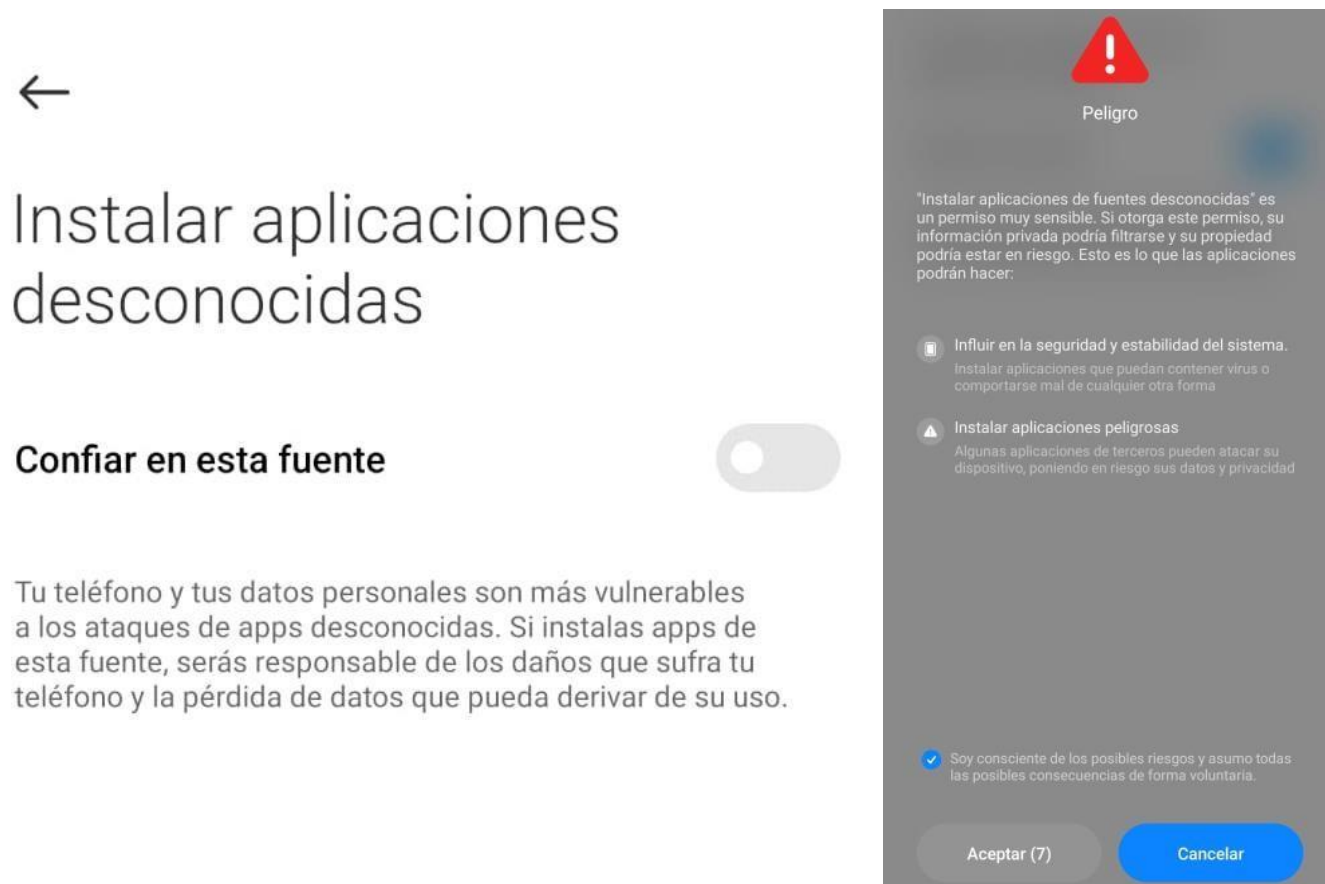 Instalar aplicaciones
desconocidas
Confiar en esta fuente
Tu teléfono y tus datos personales son más vulnerables
a los ataques de apps desconocidas. Si instalas apps de
esta fuente, serás responsable de los daños que sufra tu
teléfono y la pérdida de datos que pueda derivar de su uso.
Peligro
"Instalar aplicaciones de fuentes desconocidas" es
un permiso muy sensible. Si otorga este permiso, su
información privada podría filtrarse y su propiedad
podría estar en riesgo. Esto es lo que las aplicaciones
podrán hacer:
Influir en la seguridad y estabilidad del sistema.
Instalar aplicaciones que puedan contener virus o
comportarse mal de cualquier otra forma
Instalar aplicaciones peligrosas
Algunas aplicaciones de terceros pueden atacar su
dispositivo, poniendo en riesgo sus datos y privacidad
Soy consciente de los posibles riesgos y asumo todas
las posibles consecuencias de forma voluntaria.
Aceptar (7)
Cancelar